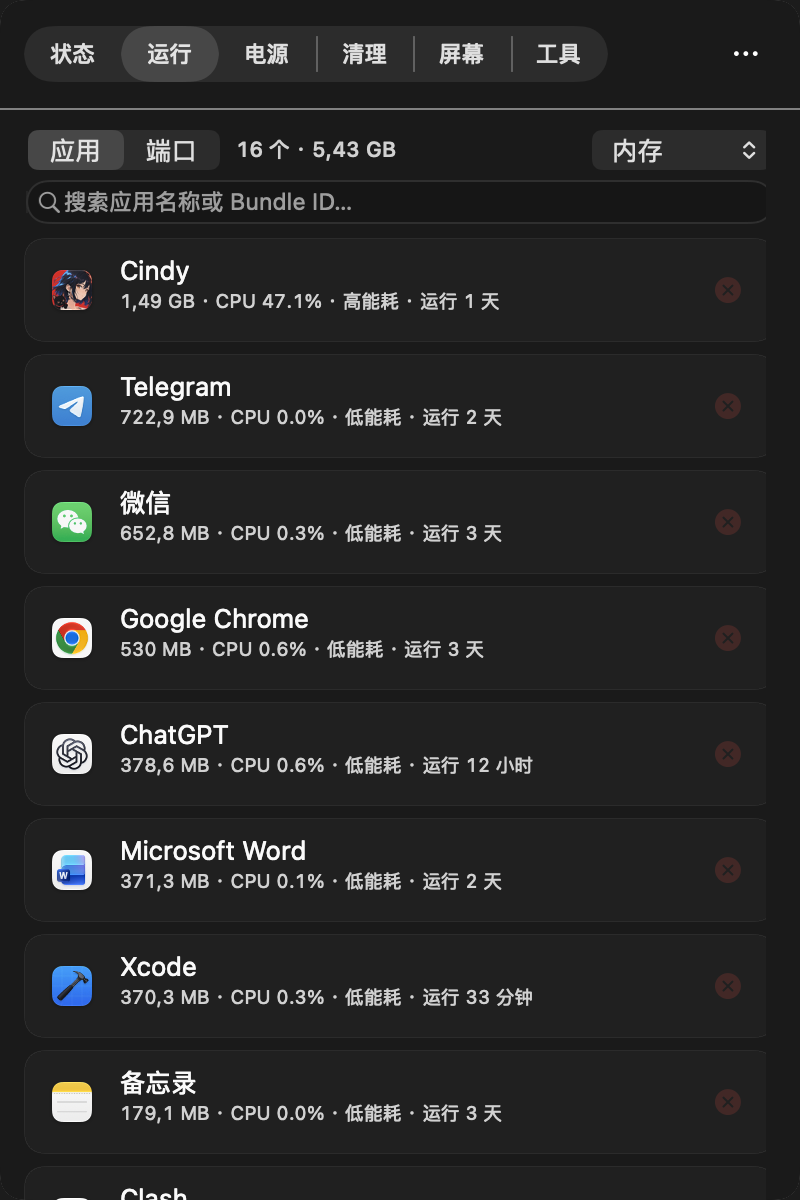 状态 运行 电源 清理 屏幕 工具
应用 端口 16 个 · 5,43 GB 内存
搜索应用名称或 Bundle ID...
Cindy
1,49 GB · CPU 47.1% · 高能耗 · 运行 1 天
Telegram
722,9 MB · CPU 0.0% · 低能耗 · 运行 2 天
微信
652,8 MB · CPU 0.3% · 低能耗 · 运行 3 天
Google Chrome
530 MB · CPU 0.6% · 低能耗 · 运行 3 天
ChatGPT
378,6 MB · CPU 0.6% · 低能耗 · 运行 12 小时
Microsoft Word
371,3 MB · CPU 0.1% · 低能耗 · 运行 2 天
W
Xcode
370,3 MB · CPU 0.3% · 低能耗 · 运行 33 分钟
备忘录
179,1 MB · CPU 0.0% · 低能耗 · 运行 3 天
Clash